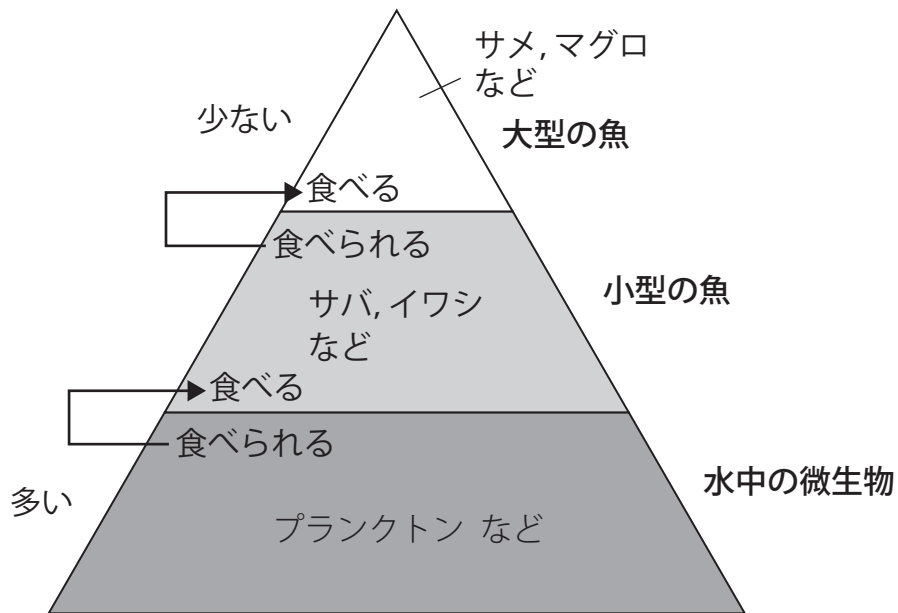 サメ, マグロ
など
少ない
大型の魚
食べる
食べられる
小型の魚
サバ, イワシ
など
食べる
食べられる
水中の微生物
多い
プランクトン など